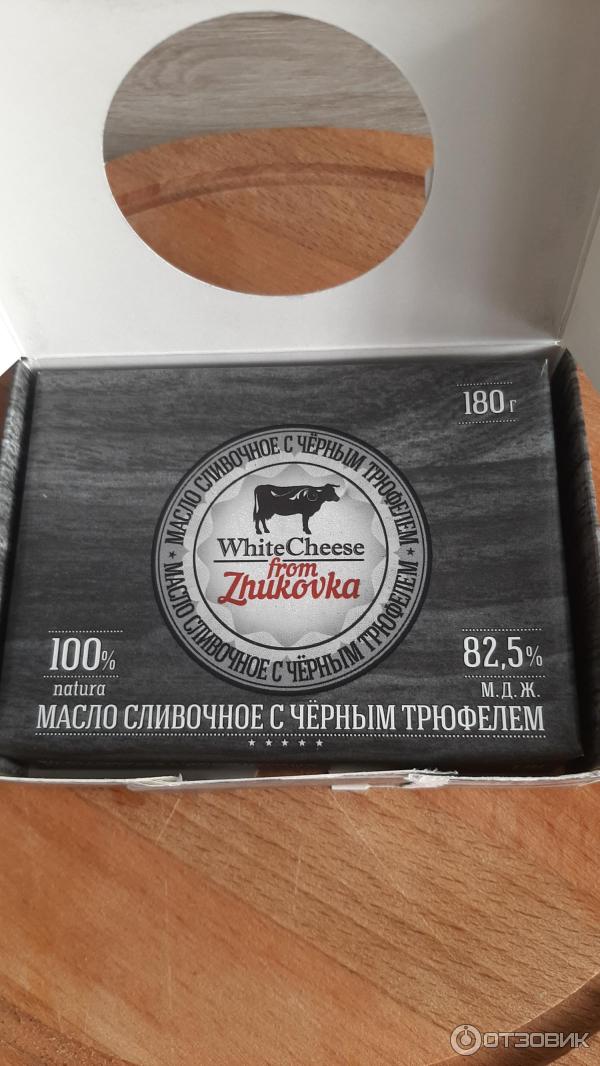 180 г
МАСЛО СЛИВОЧНОЕ С ЧЁРНЫМ ТРЮФЕЛЕМ
WhiteCheese
from
Zhukovka
МАСЛО СЛИВОЧНОЕ С ЧЁРНЫМ ТРЮФЕЛЕМ
100%
natura
82,5%
М.Д.Ж.
МАСЛО СЛИВОЧНОЕ С ЧЁРНЫМ ТРЮФЕЛЕМ
ОТЗОВИК